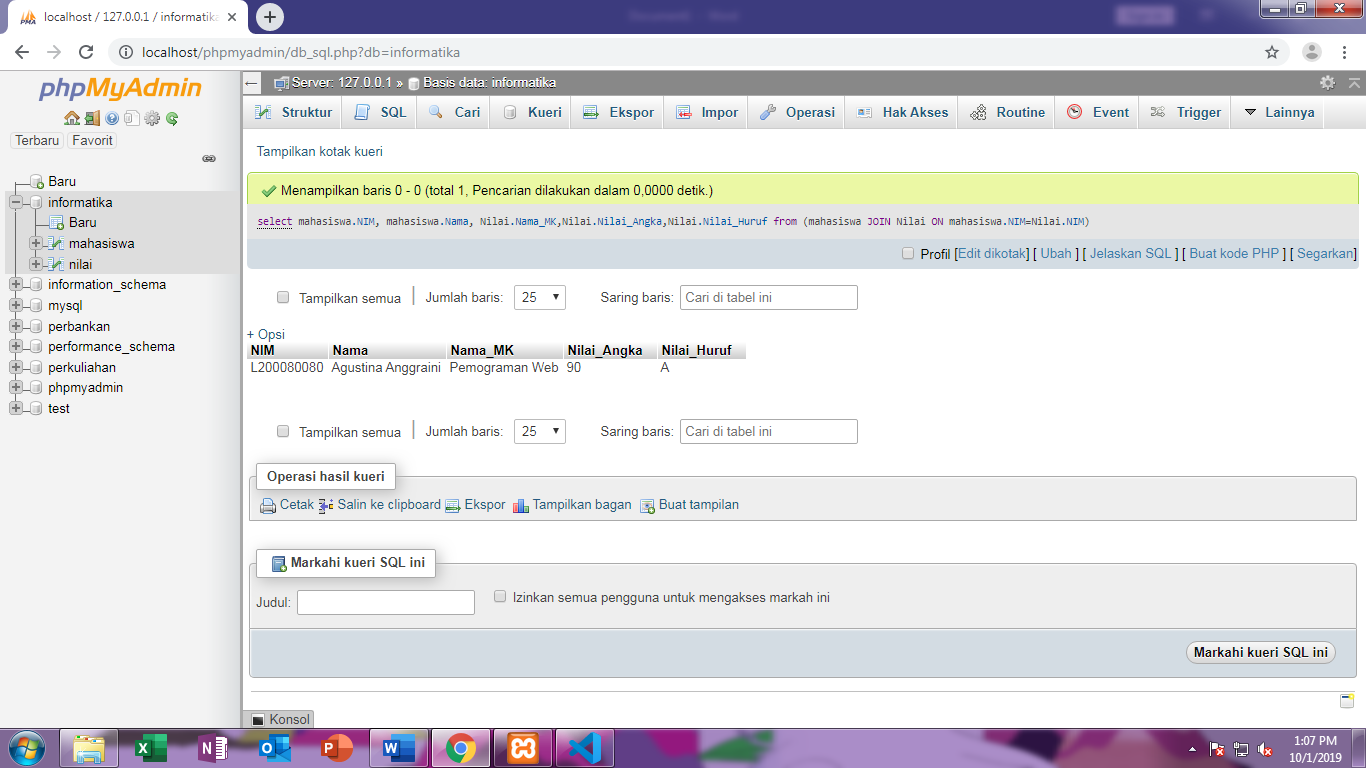 localhost / 127.0.0.1 / informatika
localhost/phpmyadmin/db_sql.php?db=informatika
phpMyAdmin
Terbaru Favorit
Baru
informatika
Baru
mahasiswa
nilai
information_schema
mysql
perbankan
performance_schema
perkuliahan
phpmyadmin
test
Server: 127.0.0.1 » Basis data: informatika
Struktur SQL Cari Kueri Ekspor Impor Operasi Hak Akses Routine Event Trigger Lainnya
Tampilkan kotak kueri
Menampilkan baris 0 - 0 (total 1, Pencarian dilakukan dalam 0,0000 detik.)
select mahasiswa.NIM, mahasiswa.Nama, Nilai.Nama_MK,Nilai.Nilai_Angka,Nilai.Nilai_Huruf from (mahasiswa JOIN Nilai ON mahasiswa.NIM=Nilai.NIM)
Profil [Edit dikotak] [ Ubah ] [ Jelaskan SQL ] [ Buat kode PHP ] [ Segarkan]
Tampilkan semua Jumlah baris: 25 Saring baris: Cari di tabel ini
+ Opsi
NIM Nama Nama_MK Nilai_Angka Nilai_Huruf
L200080080 Agustina Anggraini Pemograman Web 90 A
Tampilkan semua Jumlah baris: 25 Saring baris: Cari di tabel ini
Operasi hasil kueri
Cetak Salin ke clipboard Ekspor Tampilkan bagan Buat tampilan
Markahi kueri SQL ini
Judul: Izinkan semua pengguna untuk mengakses markah ini
Markahi kueri SQL ini
Konsol
1:07 PM
10/1/2019